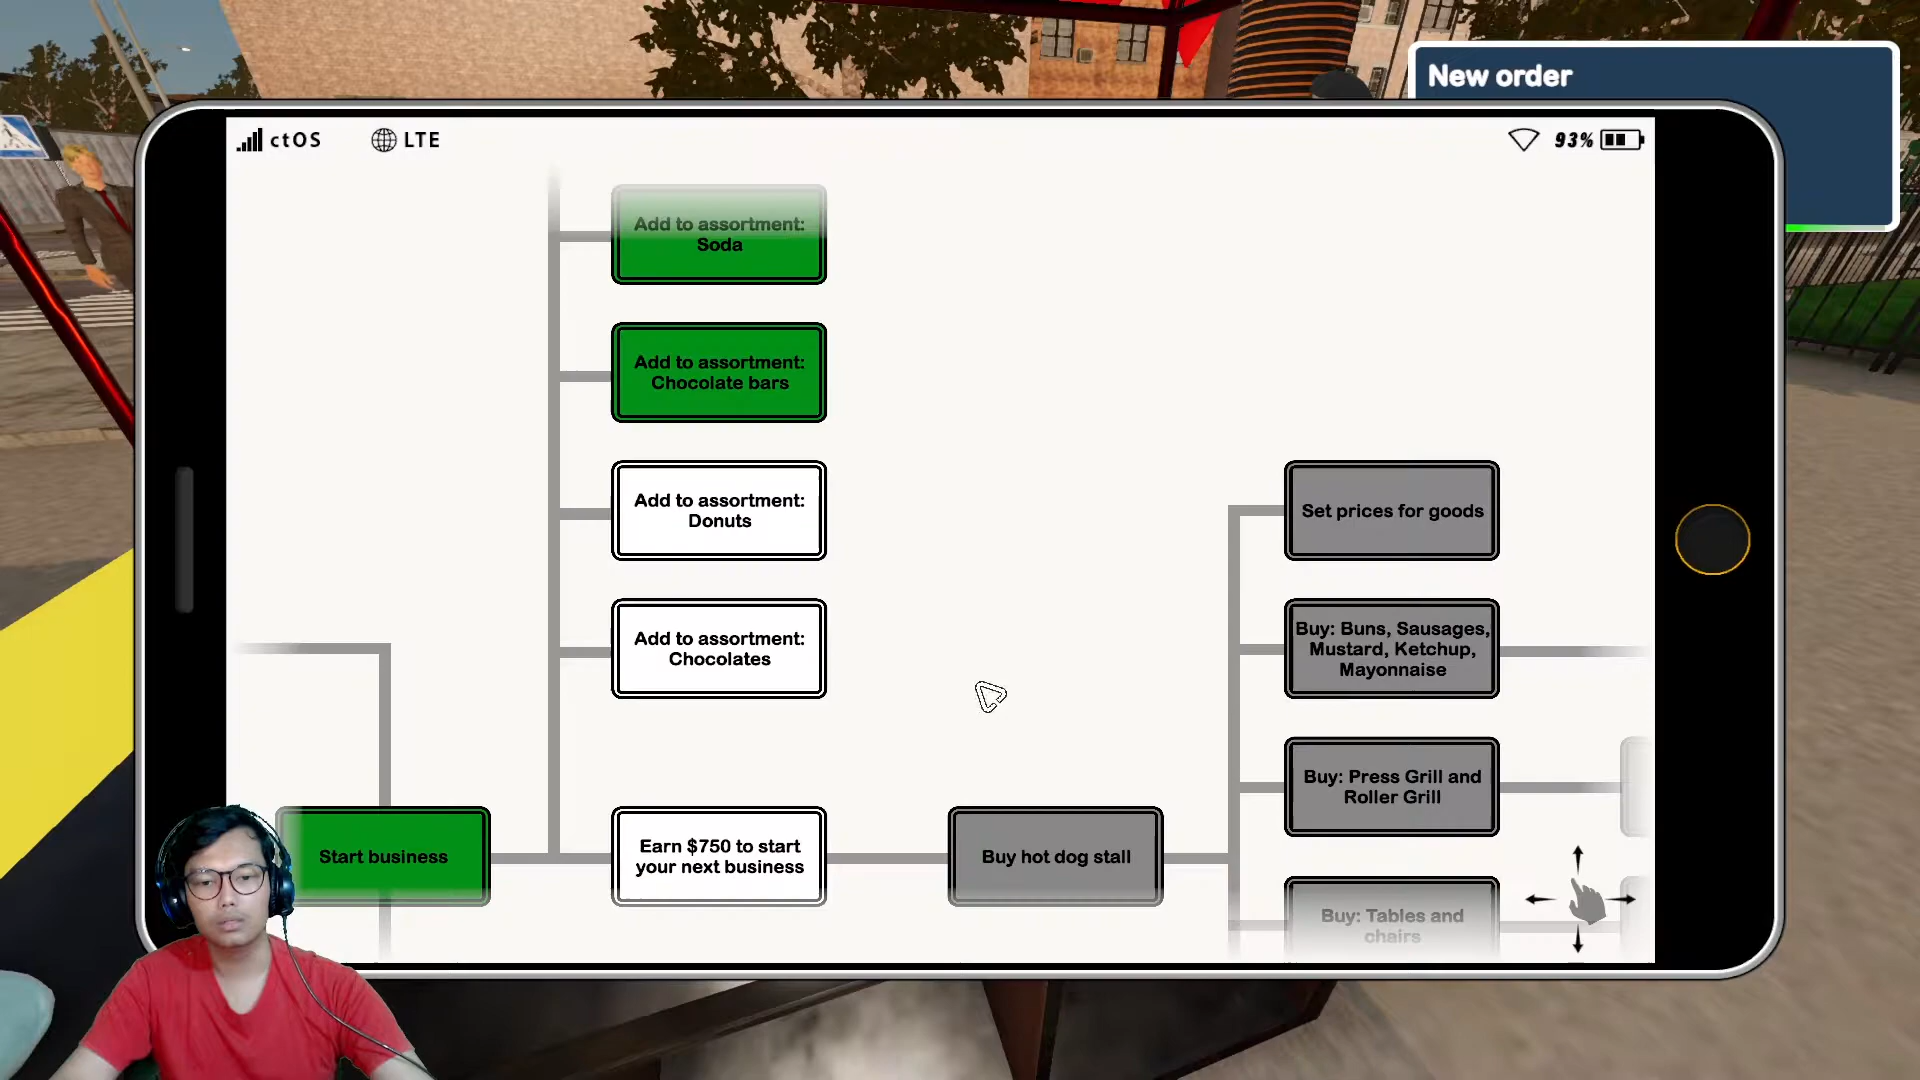 New order
ctOS
LTE
93%
Add to assortment:
Soda
Add to assortment:
Chocolate bars
Add to assortment:
Donuts
Set prices for goods
Add to assortment:
Chocolates
Buy: Buns, Sausages,
Mustard, Ketchup,
Mayonnaise
Buy: Press Grill and
Roller Grill
Start business
Earn $750 to start
your next business
Buy hot dog stall
Buy: Tables and
chairs